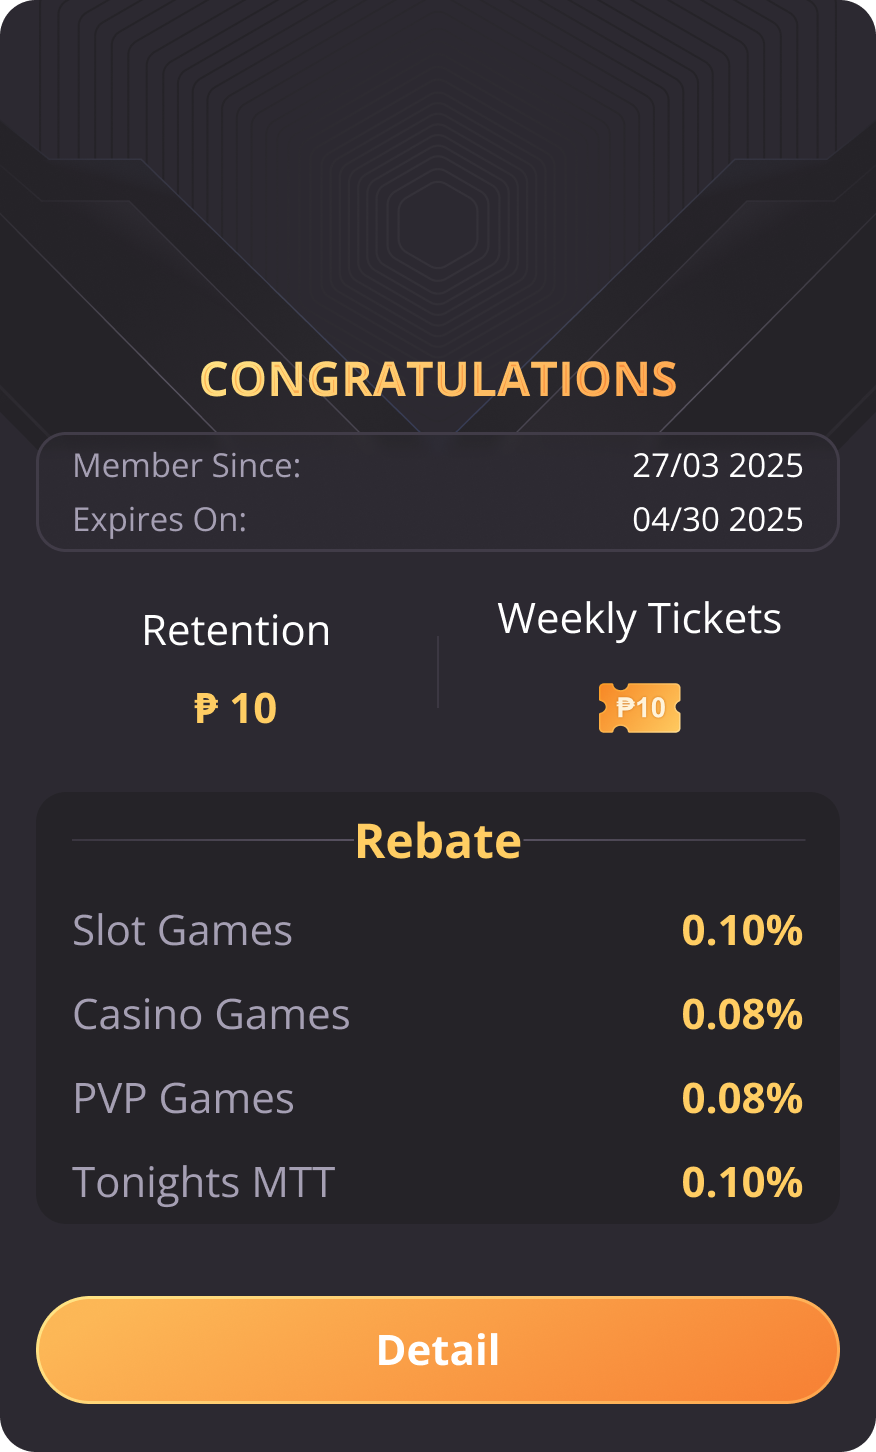 CONGRATULATIONS
Member Since: 27/03 2025
Expires On: 04/30 2025
Retention
Weekly Tickets
₱ 10
₱10
Rebate
Slot Games 0.10%
Casino Games 0.08%
PVP Games 0.08%
Tonights MTT 0.10%
Detail